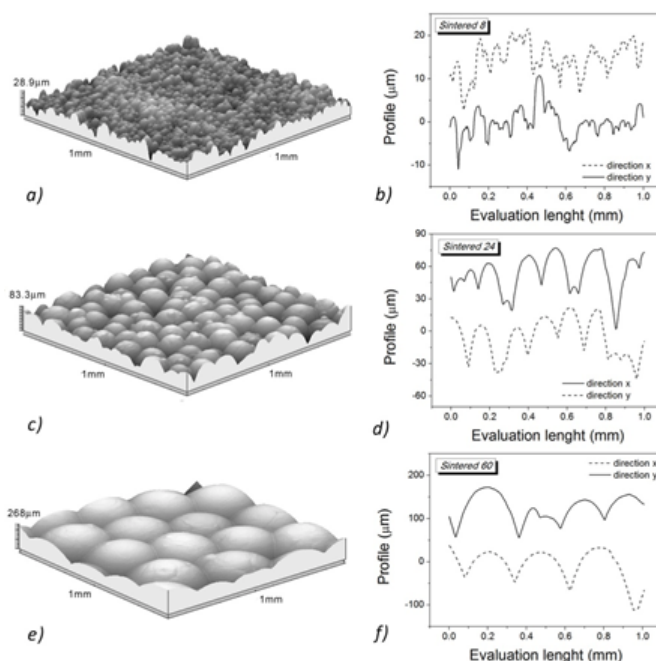 28.9µm
1mm
1mm
a)
Sintered 8
20
10
0
-10
Profile (µm)
direction x
direction y
0.0 0.2 0.4 0.6 0.8 1.0
Evaluation lenght (mm)
b)
83.3µm
1mm
1mm
c)
Sintered 24
90
60
30
0
-30
-60
Profile (µm)
direction x
direction y
0.0 0.2 0.4 0.6 0.8 1.0
Evaluation lenght (mm)
d)
268µm
1mm
1mm
e)
Sintered 60
200
100
0
-100
Profile (µm)
direction x
direction y
0.0 0.2 0.4 0.6 0.8 1.0
Evaluation lenght (mm)
f)